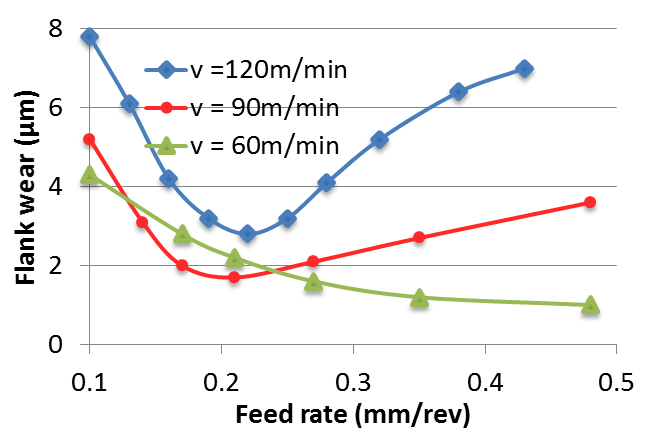 8
v =120m/min
6
v = 90m/min
v = 60m/min
4
2
0
Flank wear (µm)
0.1 0.2 0.3 0.4 0.5
Feed rate (mm/rev)